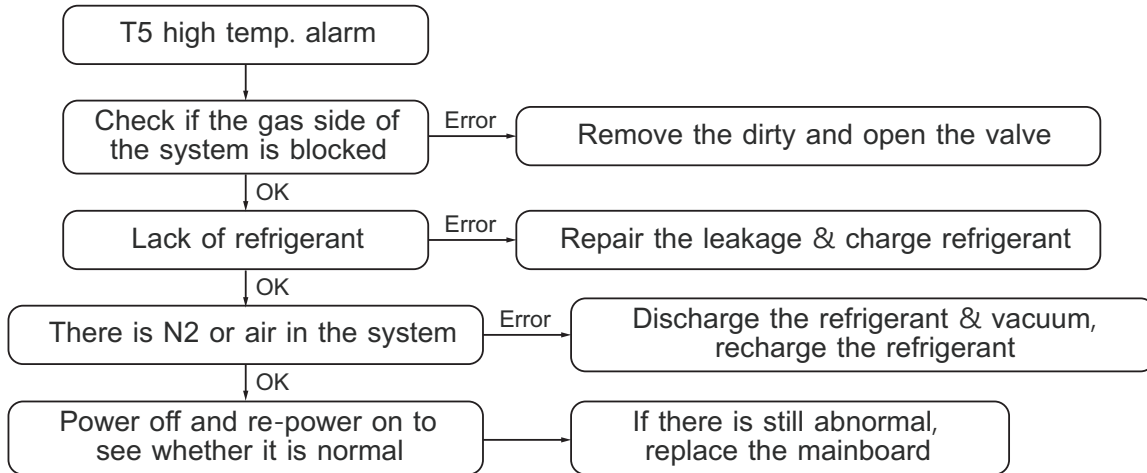 T5 high temp. alarm
Check if the gas side of
the system is blocked
Error
Remove the dirty and open the valve
OK
Lack of refrigerant
Error
Repair the leakage & charge refrigerant
OK
There is N2 or air in the system
Error
Discharge the refrigerant & vacuum,
recharge the refrigerant
OK
Power off and re-power on to
see whether it is normal
If there is still abnormal,
replace the mainboard